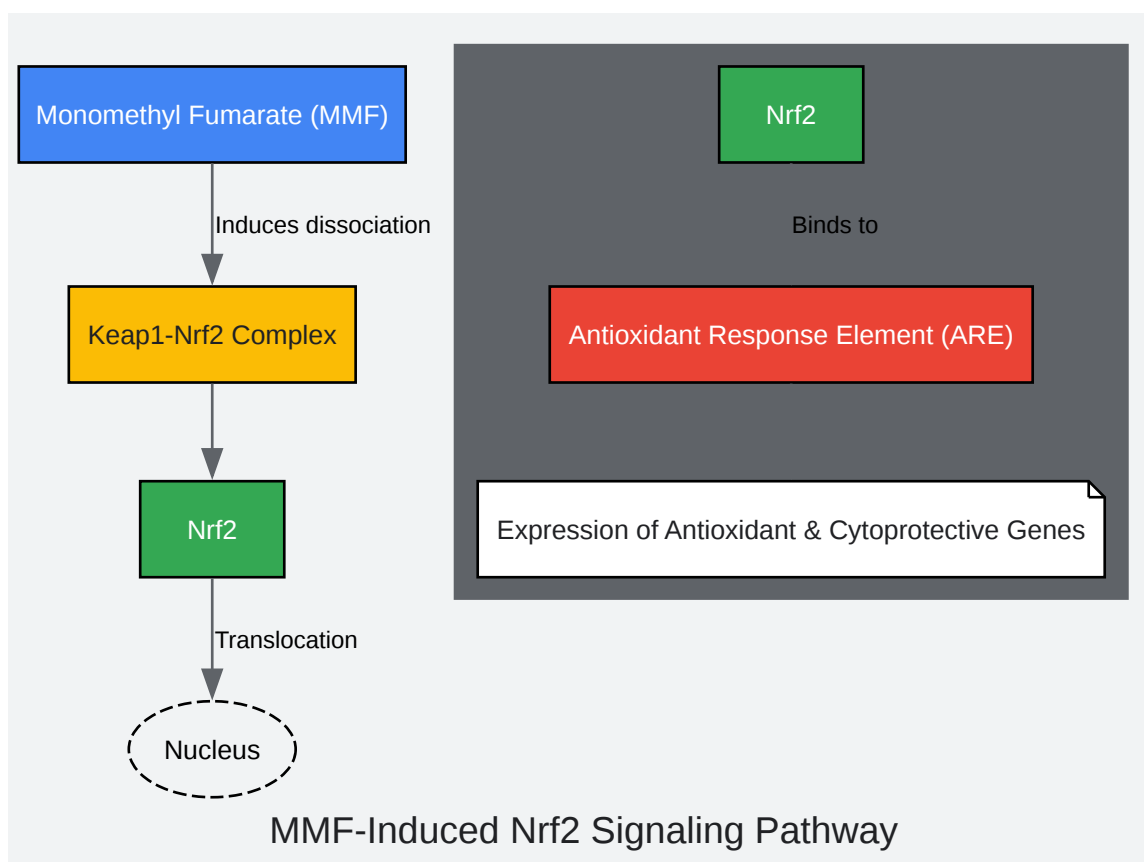 Monomethyl Fumarate (MMF)
Induces dissociation
Keap1-Nrf2 Complex
Nrf2
Translocation
Nucleus
Nrf2
Binds to
Antioxidant Response Element (ARE)
Expression of Antioxidant & Cytoprotective Genes
MMF-Induced Nrf2 Signaling Pathway